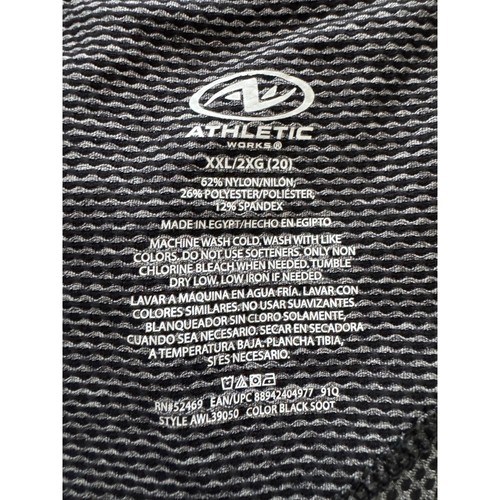 ATHLETIC
WORKS®
XXL/2XG (20)
62% NYLON/NILÓN,
26% POLYESTER/POLIÉSTER,
12% SPANDEX
MADE IN EGYPT/HECHO EN EGIPTO
MACHINE WASH COLD, WASH WITH LIKE
COLORS. DO NOT USE SOFTENERS. ONLY NON
CHLORINE BLEACH WHEN NEEDED. TUMBLE
DRY LOW. LOW IRON IF NEEDED.
LAVAR A MÁQUINA EN AGUA FRÍA. LAVAR CON
COLORES SIMILARES. NO USAR SUAVIZANTES.
BLANQUEADOR SIN CLORO SOLAMENTE,
CUANDO SEA NECESARIO. SECAR EN SECADORA
A TEMPERATURA BAJA. PLANCHA TIBIA,
SI ES NECESARIO.
RN#52469 EAN/UPC 88942404977 91Q
STYLE AWL39050 COLOR BLACK SOOT